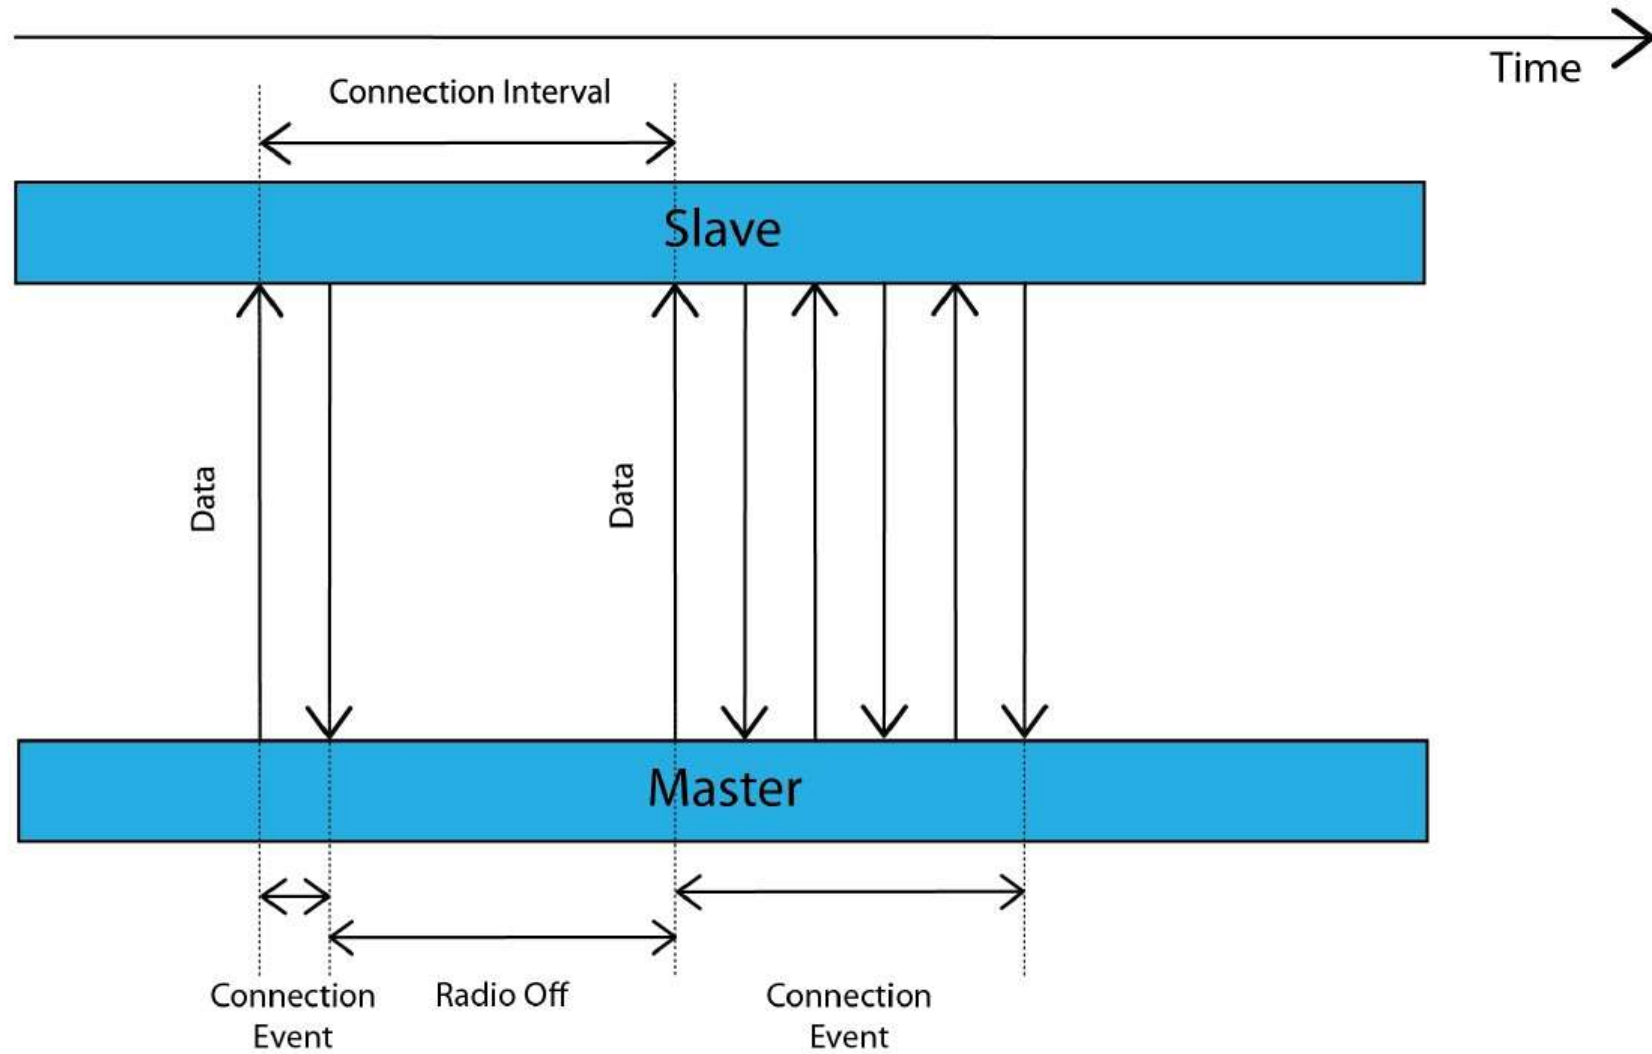 Time
Connection Interval
Slave
Data
Data
Master
Connection
Event
Radio Off
Connection
Event